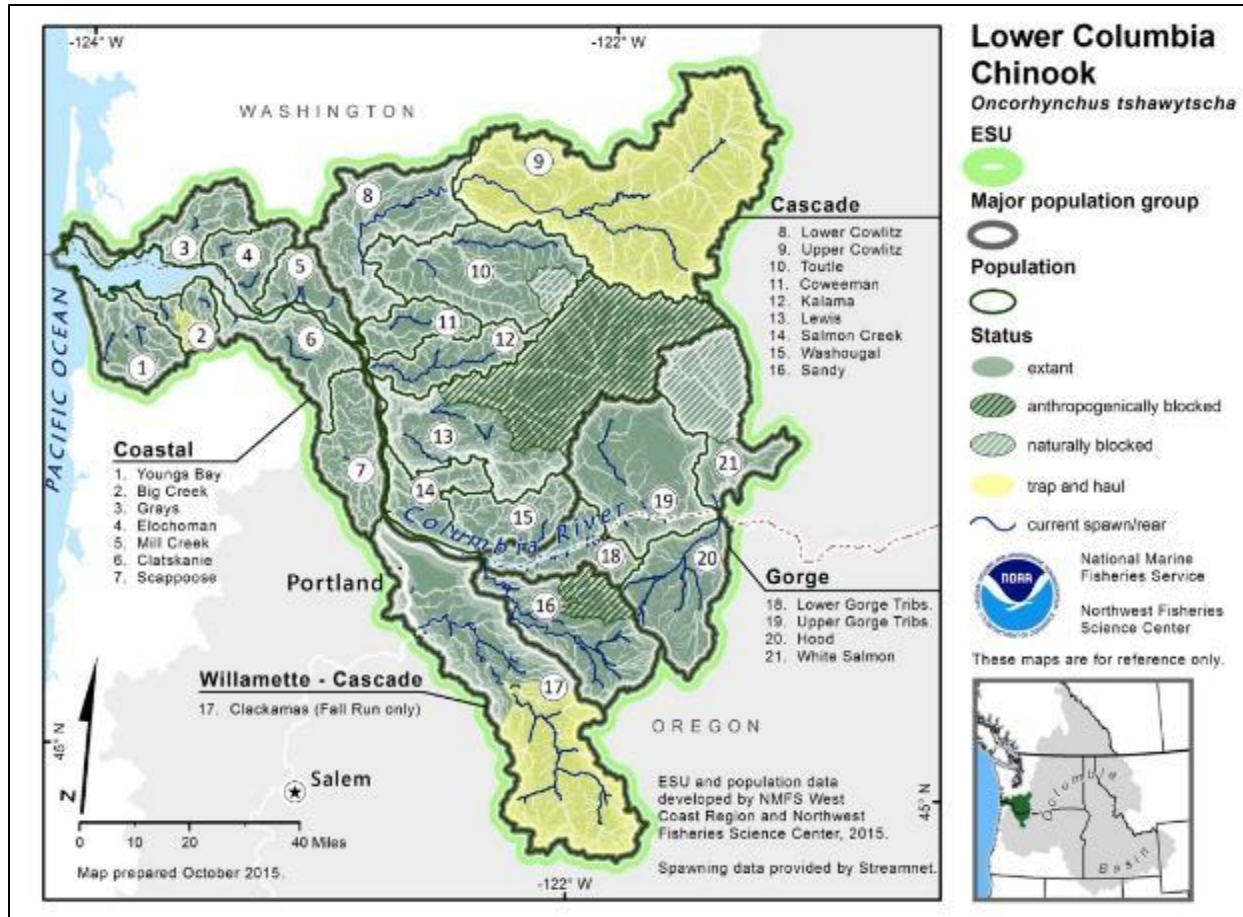 -124° W
-122° W
WASHINGTON
PACIFIC OCEAN
1
2
3
4
5
6
7
8
9
10
11
12
13
14
15
16
17
18
19
20
21
Columbia River
Coastal
1. Youngs Bay
2. Big Creek
3. Grays
4. Elochoman
5. Mill Creek
6. Clatskanie
7. Scappoose
Cascade
8. Lower Cowlitz
9. Upper Cowlitz
10. Toutle
11. Coweeman
12. Kalama
13. Lewis
14. Salmon Creek
15. Washougal
16. Sandy
Gorge
18. Lower Gorge Tribs.
19. Upper Gorge Tribs.
20. Hood
21. White Salmon
Portland
Willamette - Cascade
17. Clackamas (Fall Run only)
OREGON
Salem
45° N
45° N
N
0 10 20 40 Miles
Map prepared October 2015.
ESU and population data
developed by NMFS West
Coast Region and Northwest
Fisheries Science Center, 2015.
Spawning data provided by Streamnet.
-122° W
Lower Columbia
Chinook
Oncorhynchus tshawytscha
ESU
Major population group
Population
Status
extant
anthropogenically blocked
naturally blocked
trap and haul
current spawn/rear
NOAA
National Marine
Fisheries Service
Northwest Fisheries
Science Center
These maps are for reference only.
Columbia
Basin